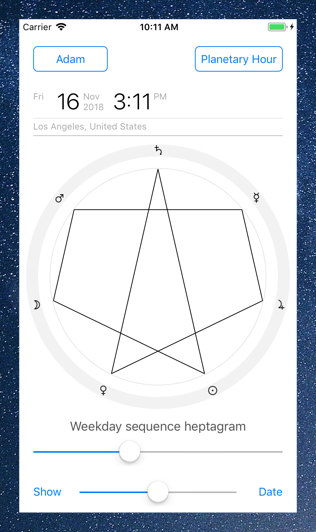 Carrier 10:11 AM
Adam Planetary Hour
Fri 16 Nov 2018 3:11 PM
Los Angeles, United States
♄
♂ ☿
☽ ♃
♀ ☉
Weekday sequence heptagram
Show Date